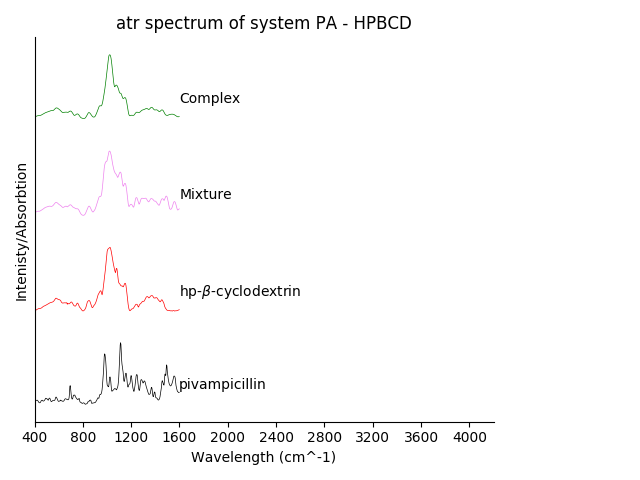 atr spectrum of system PA - HPBCD
Intenisty/Absorbtion
Complex
Mixture
hp-β-cyclodextrin
pivampicillin
400 800 1200 1600 2000 2400 2800 3200 3600 4000
Wavelength (cm^-1)